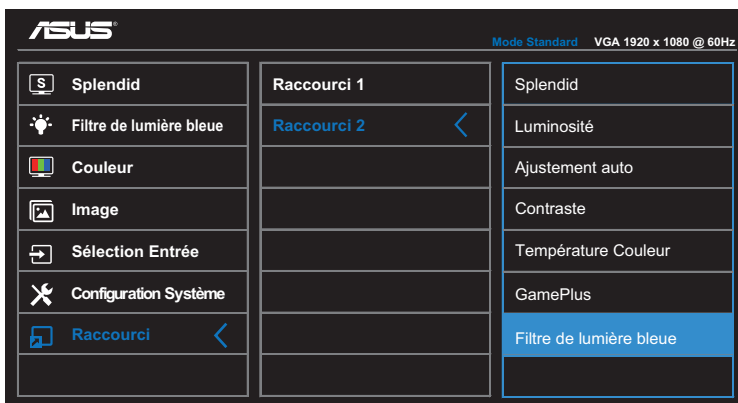 ASUS
Mode Standard VGA 1920 x 1080 @ 60Hz
S Splendid
Filtre de lumière bleue
Couleur
Image
Sélection Entrée
Configuration Système
Raccourci
Raccourci 1
Raccourci 2
Splendid
Luminosité
Ajustement auto
Contraste
Température Couleur
GamePlus
Filtre de lumière bleue